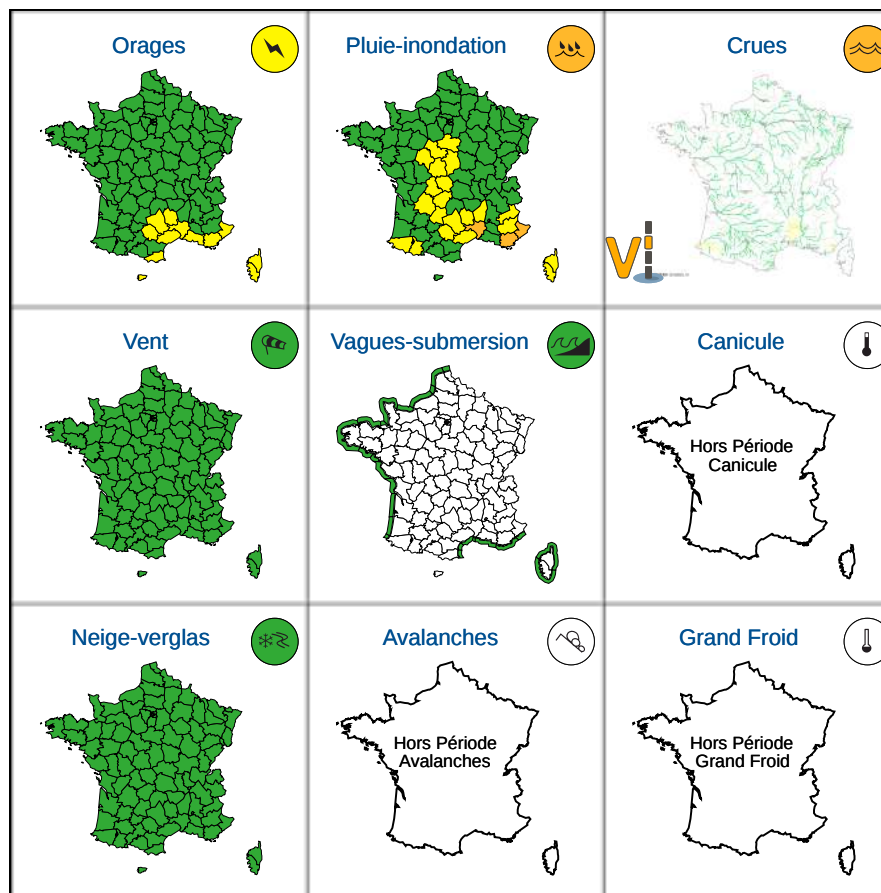 Orages
Pluie-inondation
Crues
Vi
Vent
Vagues-submersion
Canicule
Hors Période
Canicule
Neige-verglas
Avalanches
Grand Froid
Hors Période
Avalanches
Hors Période
Grand Froid